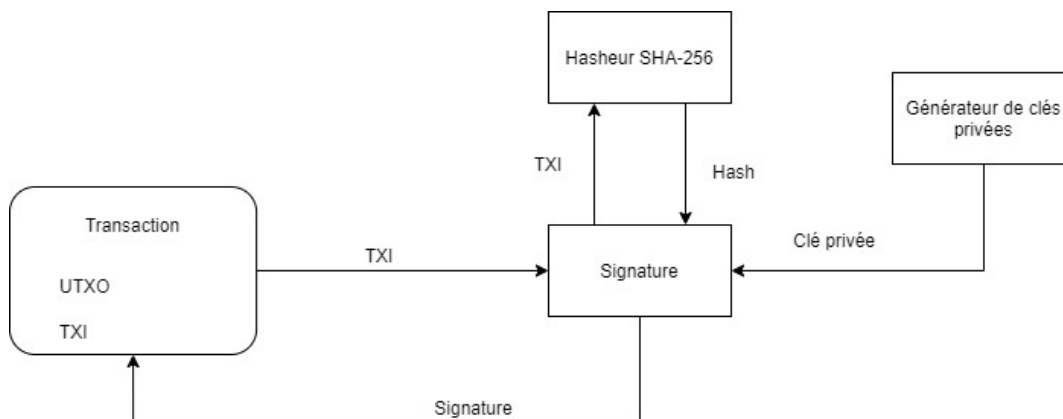 Hasheur SHA-256
Générateur de clés
privées
TXI
Hash
Transaction
UTXO
TXI
TXI
Signature
Clé privée
Signature